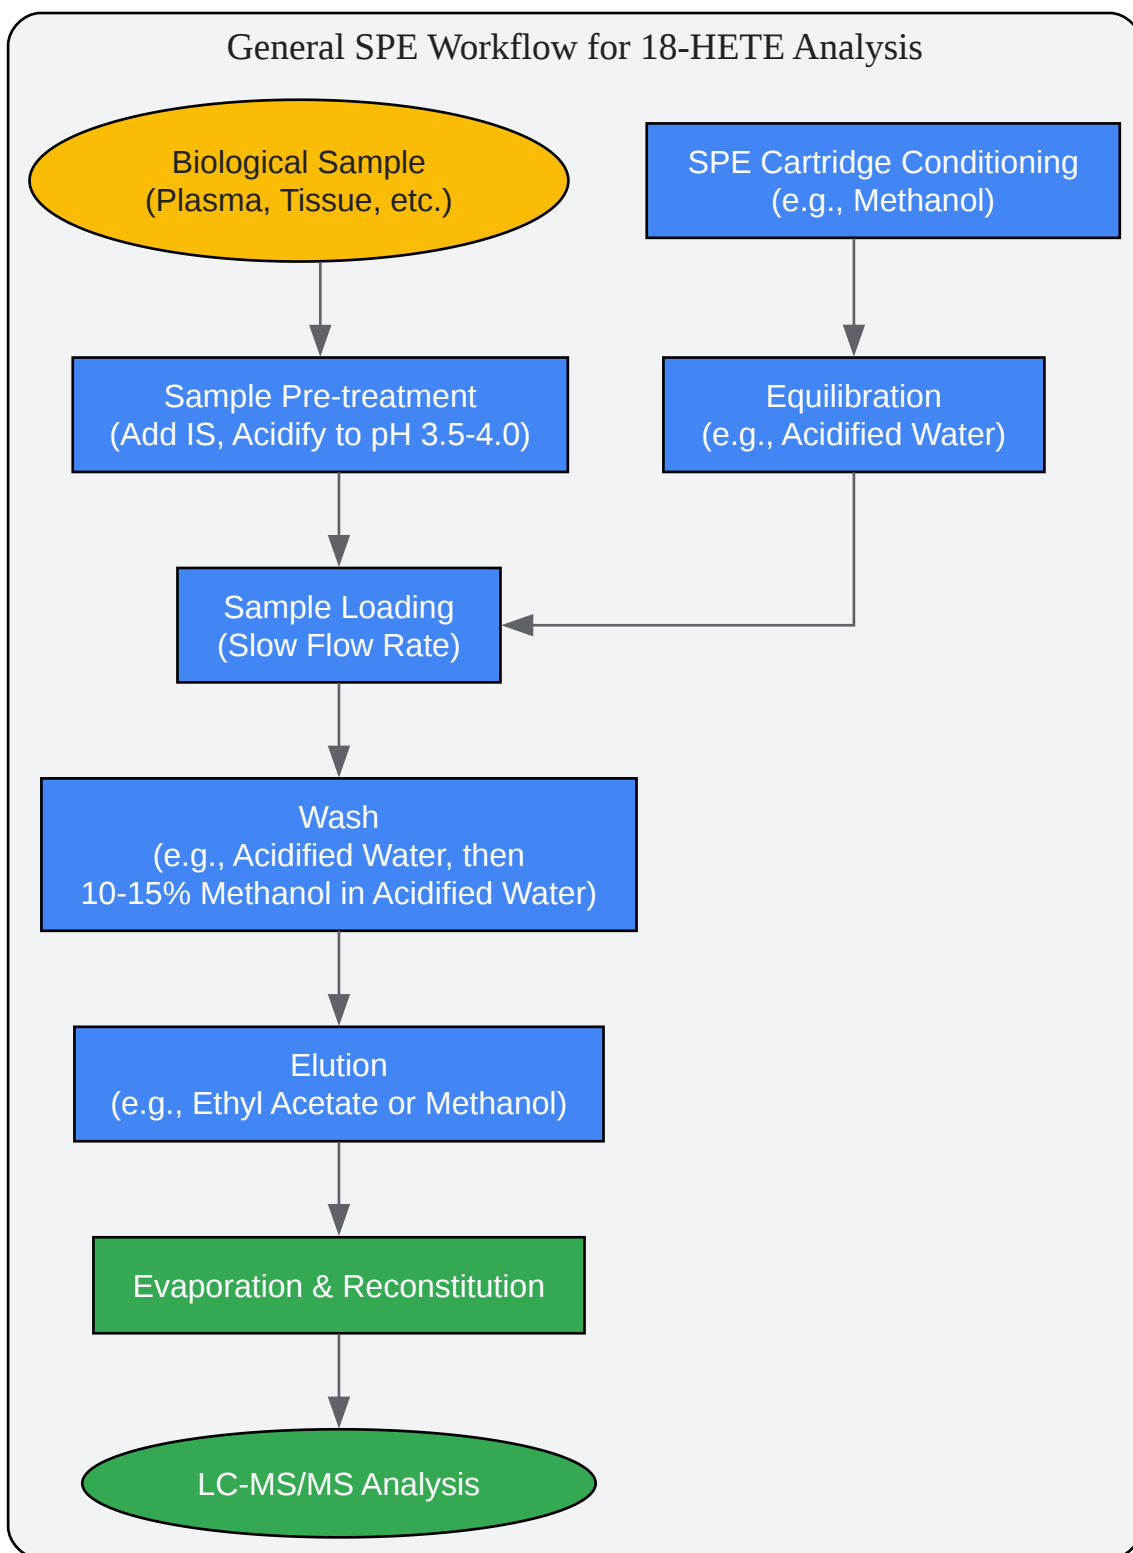 General SPE Workflow for 18-HETE Analysis
Biological Sample
(Plasma, Tissue, etc.)
SPE Cartridge Conditioning
(e.g., Methanol)
Sample Pre-treatment
(Add IS, Acidify to pH 3.5-4.0)
Equilibration
(e.g., Acidified Water)
Sample Loading
(Slow Flow Rate)
Wash
(e.g., Acidified Water, then
10-15% Methanol in Acidified Water)
Elution
(e.g., Ethyl Acetate or Methanol)
Evaporation & Reconstitution
LC-MS/MS Analysis